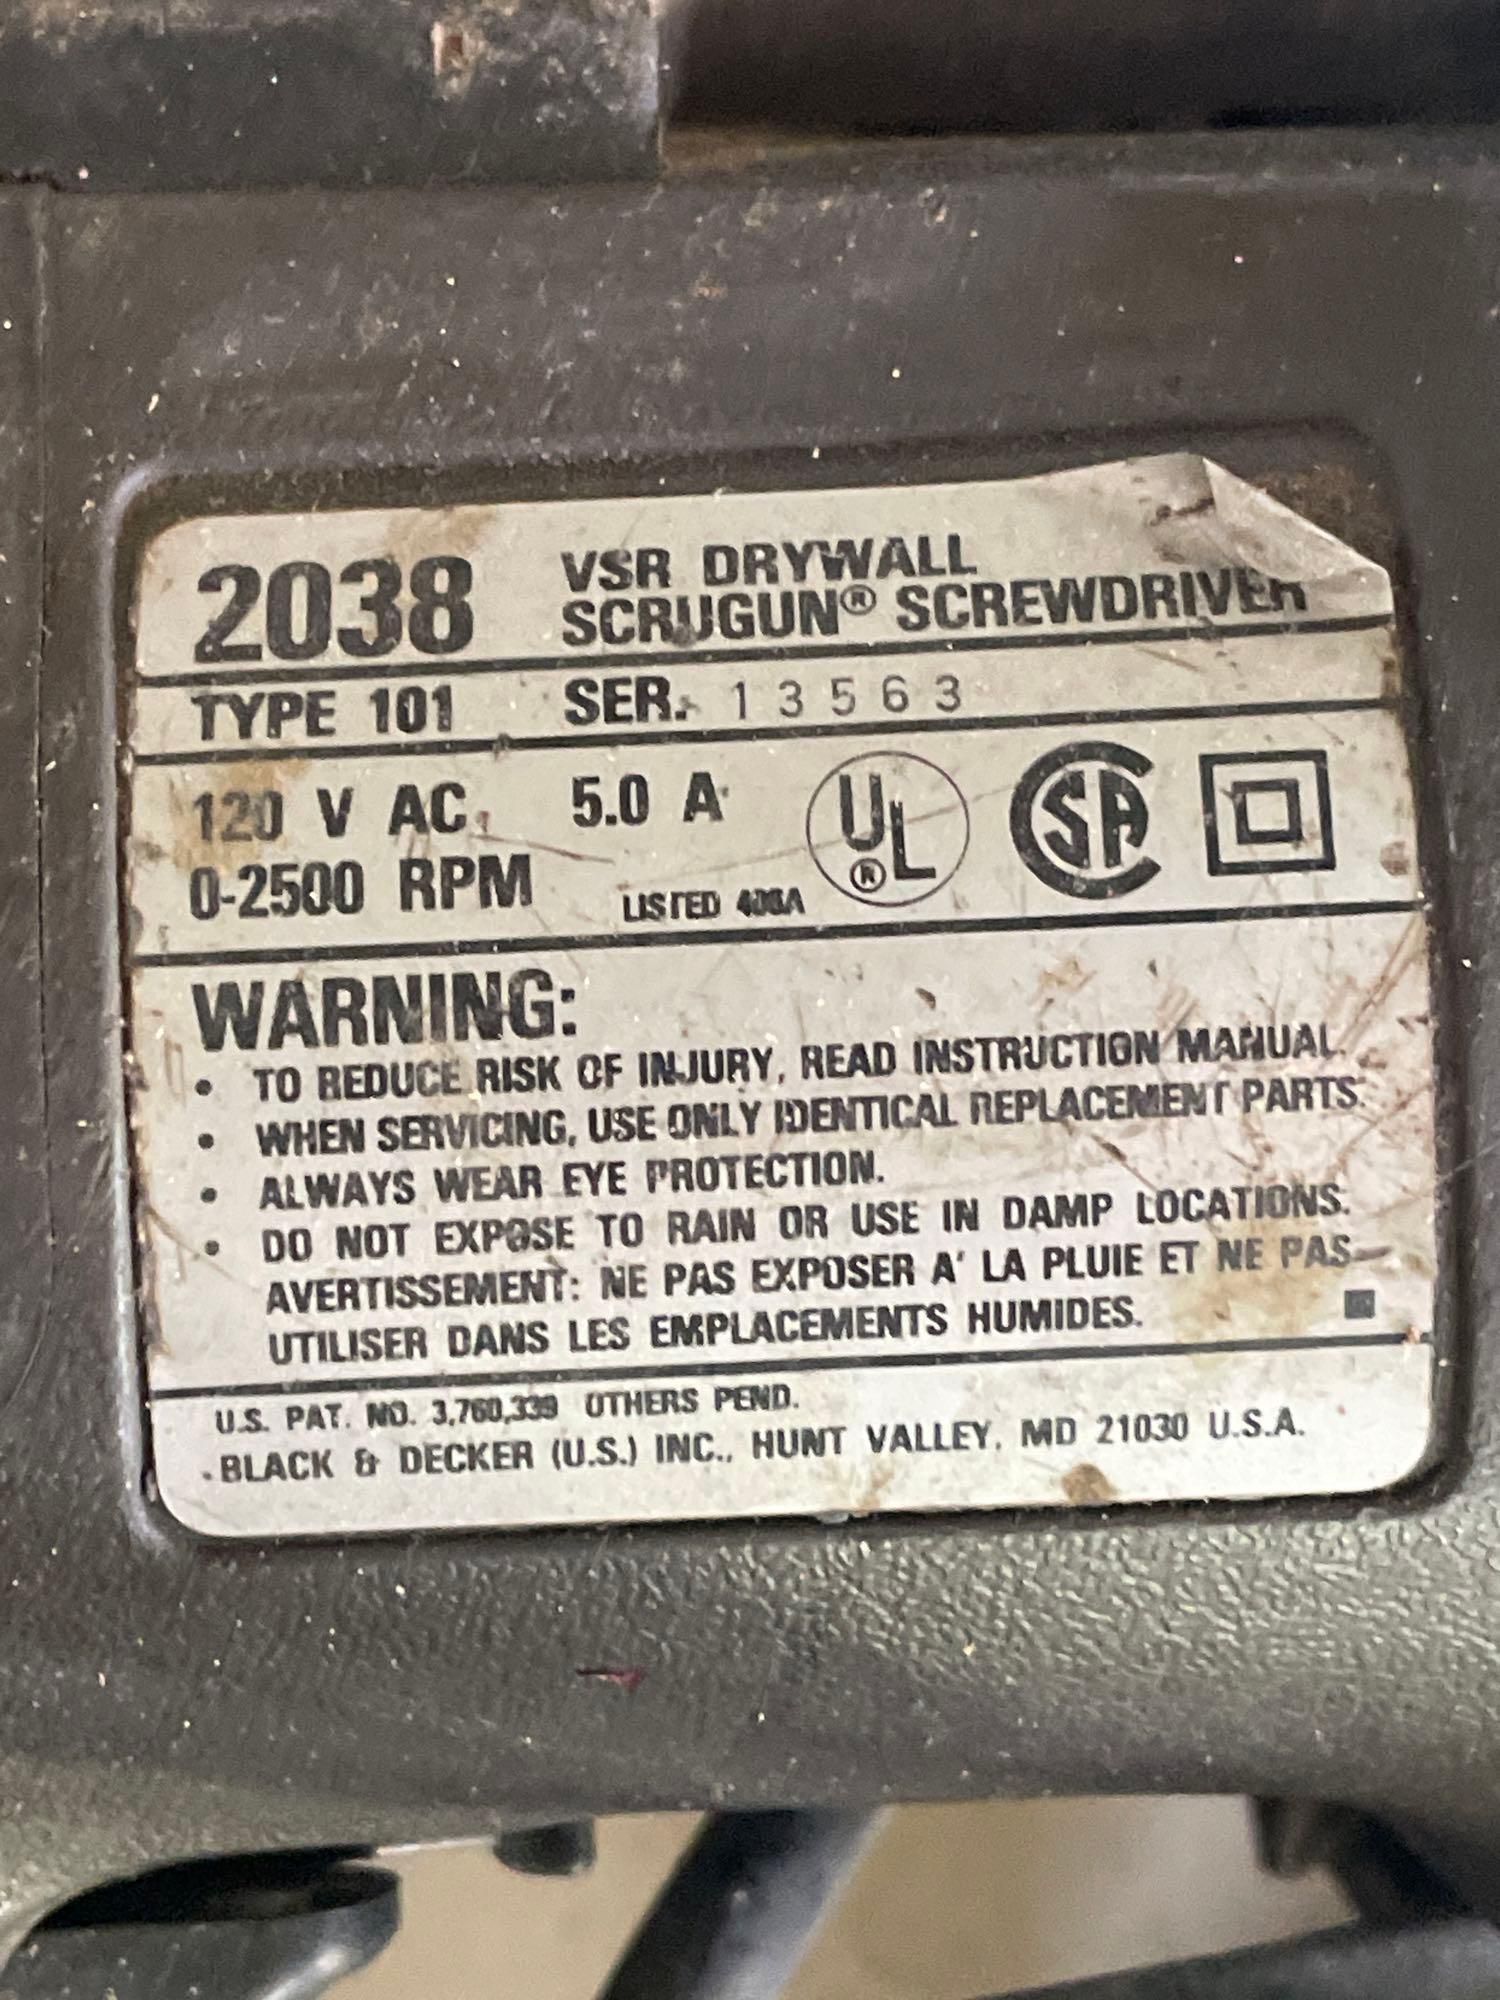 2038 VSR DRYWALL
SCRUGUN® SCREWDRIVER
TYPE 101 SER. 13563
120 V AC 5.0 A
0-2500 RPM
LISTED
UL®
CSA
WARNING:
• TO REDUCE RISK OF INJURY, READ INSTRUCTION MANUAL.
• WHEN SERVICING, USE ONLY IDENTICAL REPLACEMENT PARTS.
• ALWAYS WEAR EYE PROTECTION.
• DO NOT EXPOSE TO RAIN OR USE IN DAMP LOCATIONS.
AVERTISSEMENT: NE PAS EXPOSER A' LA PLUIE ET NE PAS
UTILISER DANS LES EMPLACEMENTS HUMIDES.
U.S. PAT. NO. 3,760,339 OTHERS PEND.
BLACK & DECKER (U.S.) INC., HUNT VALLEY, MD 21030 U.S.A.